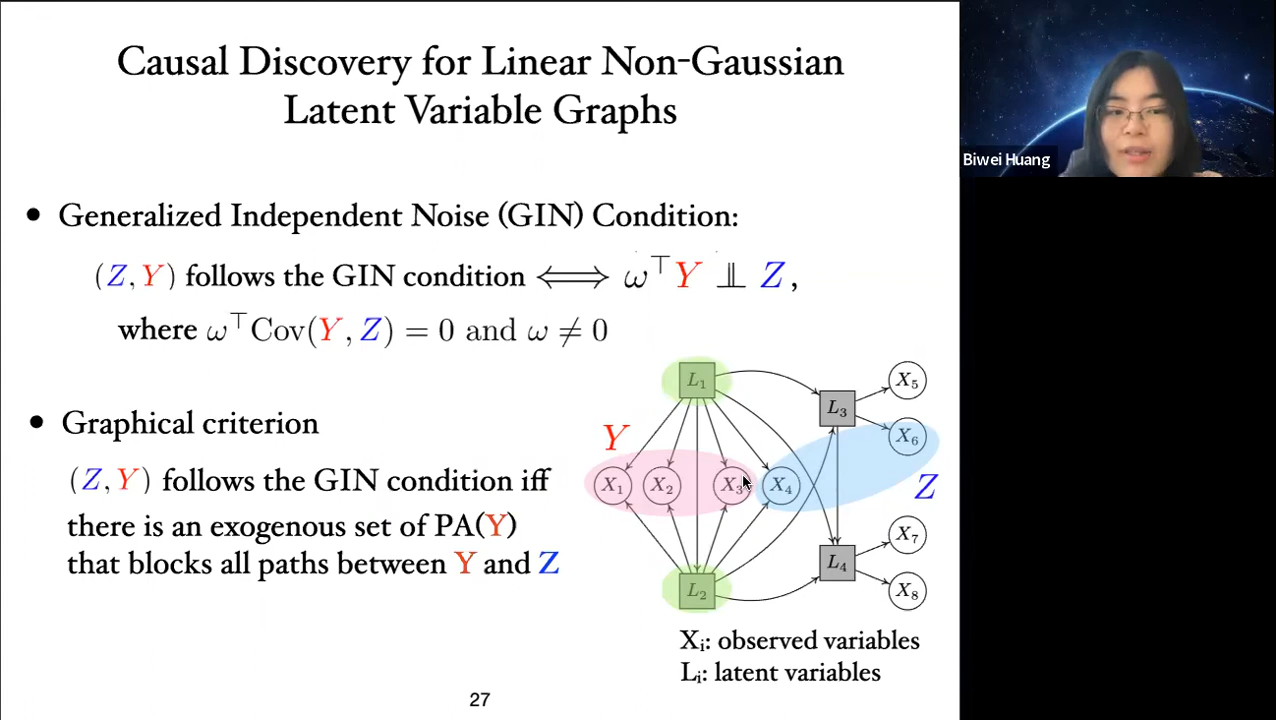 Causal Discovery for Linear Non-Gaussian
Latent Variable Graphs
Biwei Huang
• Generalized Independent Noise (GIN) Condition:
(Z, Y) follows the GIN condition ⟺ ω⊤Y ⫫ Z,
where ω⊤Cov(Y, Z) = 0 and ω ≠ 0
• Graphical criterion
(Z, Y) follows the GIN condition iff
there is an exogenous set of PA(Y)
that blocks all paths between Y and Z
L₁
X₅
L₃
Y
X₆
X₁ X₂ X₃ X₄
Z
X₇
L₄
L₂
X₈
Xᵢ: observed variables
Lᵢ: latent variables
27